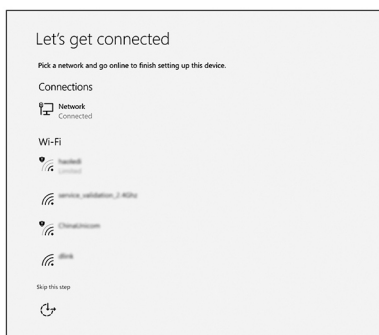 Let's get connected
Pick a network and go online to finish setting up this device.
Connections
Network
Connected
Wi-Fi
Limited
service_validation_2.4Ghz
ChinaUnicom
dlink
Skip this step